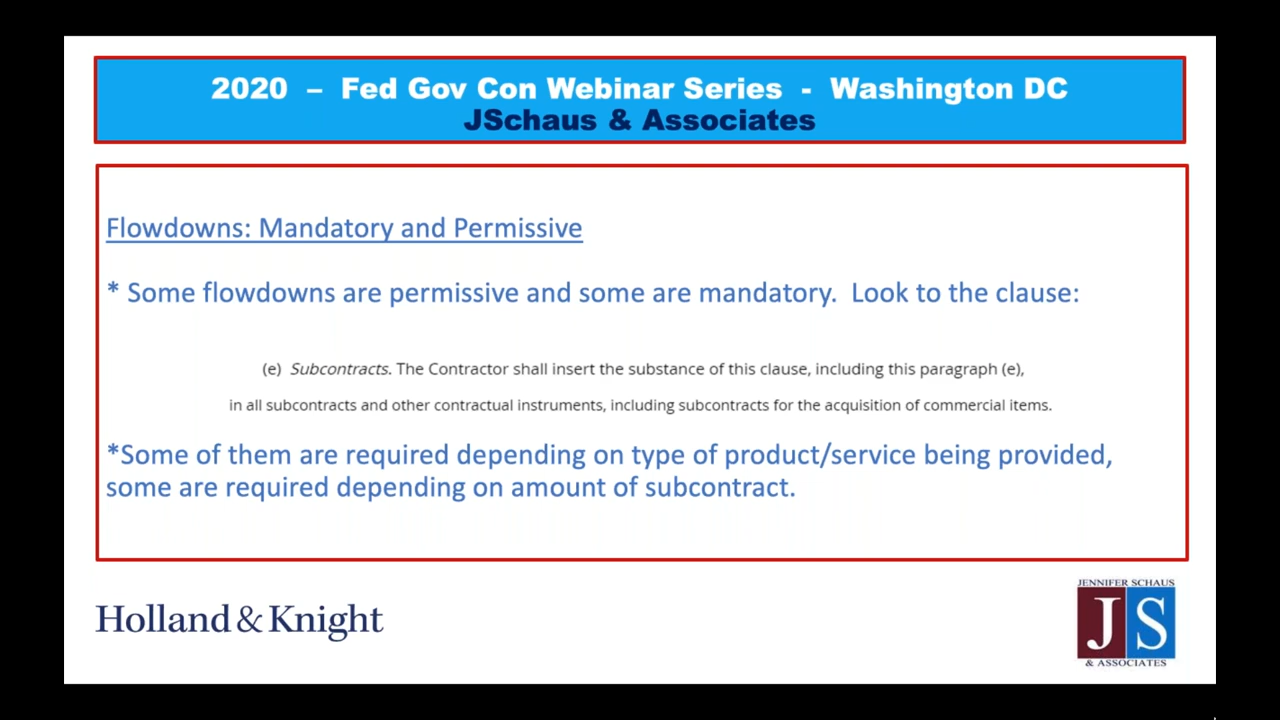 2020 – Fed Gov Con Webinar Series - Washington DC
JSchaus & Associates
Flowdowns: Mandatory and Permissive
* Some flowdowns are permissive and some are mandatory. Look to the clause:
(e) Subcontracts. The Contractor shall insert the substance of this clause, including this paragraph (e),
in all subcontracts and other contractual instruments, including subcontracts for the acquisition of commercial items.
*Some of them are required depending on type of product/service being provided,
some are required depending on amount of subcontract.
Holland & Knight
JENNIFER SCHAUS
JS
& ASSOCIATES